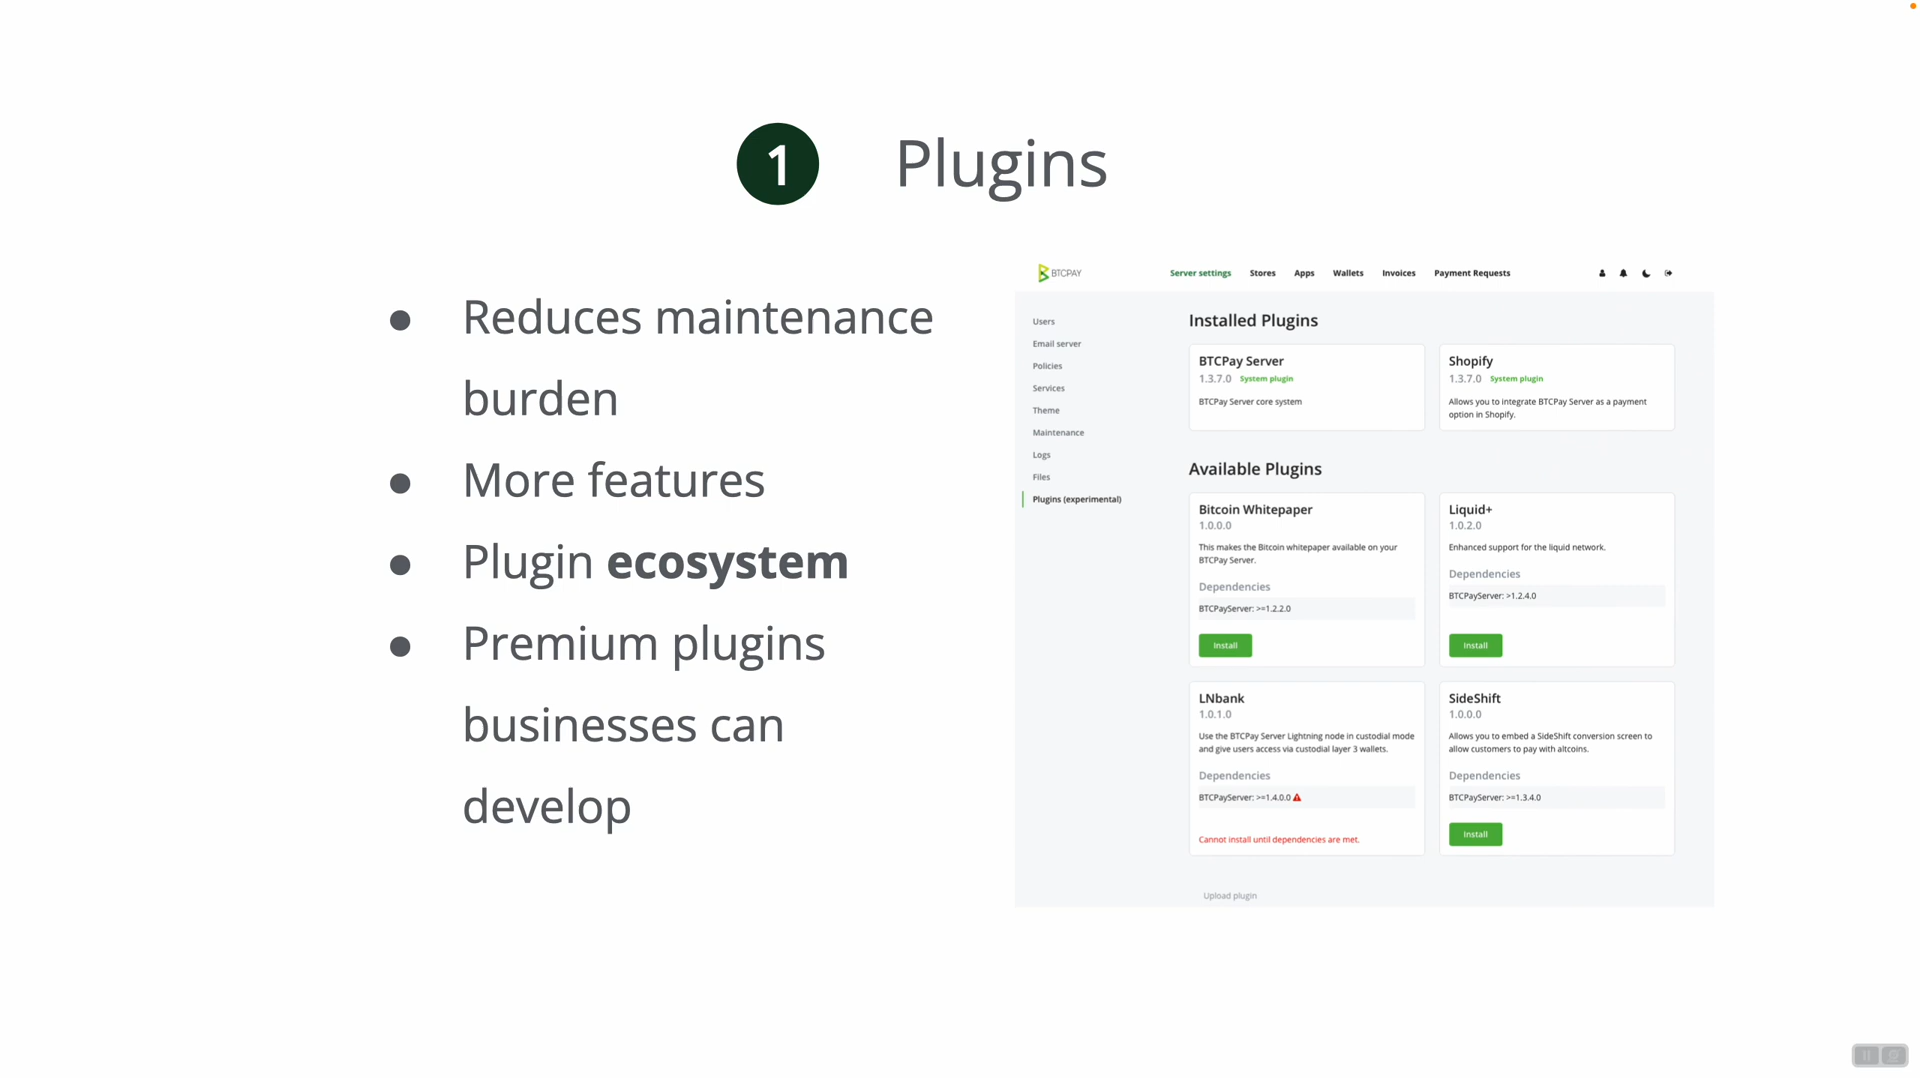 1 Plugins
● Reduces maintenance
burden
● More features
● Plugin ecosystem
● Premium plugins
businesses can
develop
BTCPAY
Server settings Stores Apps Wallets Invoices Payment Requests
Users
Email server
Policies
Services
Theme
Maintenance
Logs
Files
Plugins (experimental)
Installed Plugins
BTCPay Server
1.3.7.0 System plugin
BTCPay Server core system
Shopify
1.3.7.0 System plugin
Allows you to integrate BTCPay Server as a payment
option in Shopify.
Available Plugins
Bitcoin Whitepaper
1.0.0.0
This makes the Bitcoin whitepaper available on your
BTCPay Server.
Dependencies
BTCPayServer: >=1.2.2.0
Install
Liquid+
1.0.2.0
Enhanced support for the liquid network.
Dependencies
BTCPayServer: >1.2.4.0
Install
LNbank
1.0.1.0
Use the BTCPay Server Lightning node in custodial mode
and give users access via custodial layer 3 wallets.
Dependencies
BTCPayServer: >=1.4.0.0
Cannot install until dependencies are met.
SideShift
1.0.0.0
Allows you to embed a SideShift conversion screen to
allow customers to pay with altcoins.
Dependencies
BTCPayServer: >=1.3.4.0
Install
Upload plugin